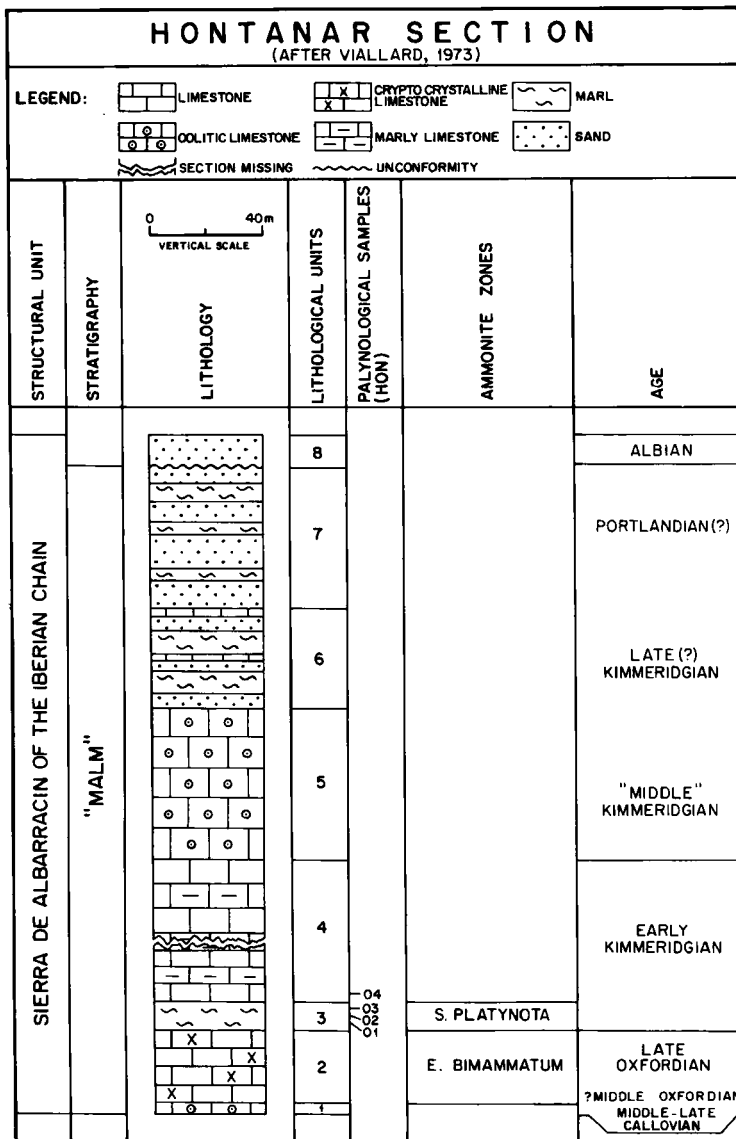 HONTANAR SECTION
(AFTER VIALLARD, 1973)
LEGEND:
LIMESTONE
CRYPTO CRYSTALLINE
LIMESTONE
MARL
OOLITIC LIMESTONE
MARLY LIMESTONE
SAND
SECTION MISSING
UNCONFORMITY
STRUCTURAL UNIT
STRATIGRAPHY
0 40m
VERTICAL SCALE
LITHOLOGY
LITHOLOGICAL UNITS
PALYNOLOGICAL SAMPLES
(HON)
AMMONITE ZONES
AGE
SIERRA DE ALBARRACIN OF THE IBERIAN CHAIN
"MALM"
8
ALBIAN
7
PORTLANDIAN(?)
6
LATE(?)
KIMMERIDGIAN
5
"MIDDLE"
KIMMERIDGIAN
4
EARLY
KIMMERIDGIAN
04
03
02
01
3
S. PLATYNOTA
2
E. BIMAMMATUM
LATE
OXFORDIAN
?MIDDLE OXFORDIAN
1
MIDDLE-LATE
CALLOVIAN